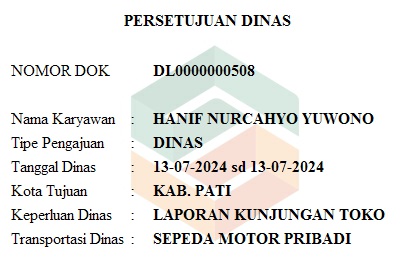 PERSETUJUAN DINAS
NOMOR DOK DL0000000508
Nama Karyawan : HANIF NURCAHYO YUWONO
Tipe Pengajuan : DINAS
Tanggal Dinas : 13-07-2024 sd 13-07-2024
Kota Tujuan : KAB. PATI
Keperluan Dinas : LAPORAN KUNJUNGAN TOKO
Transportasi Dinas : SEPEDA MOTOR PRIBADI